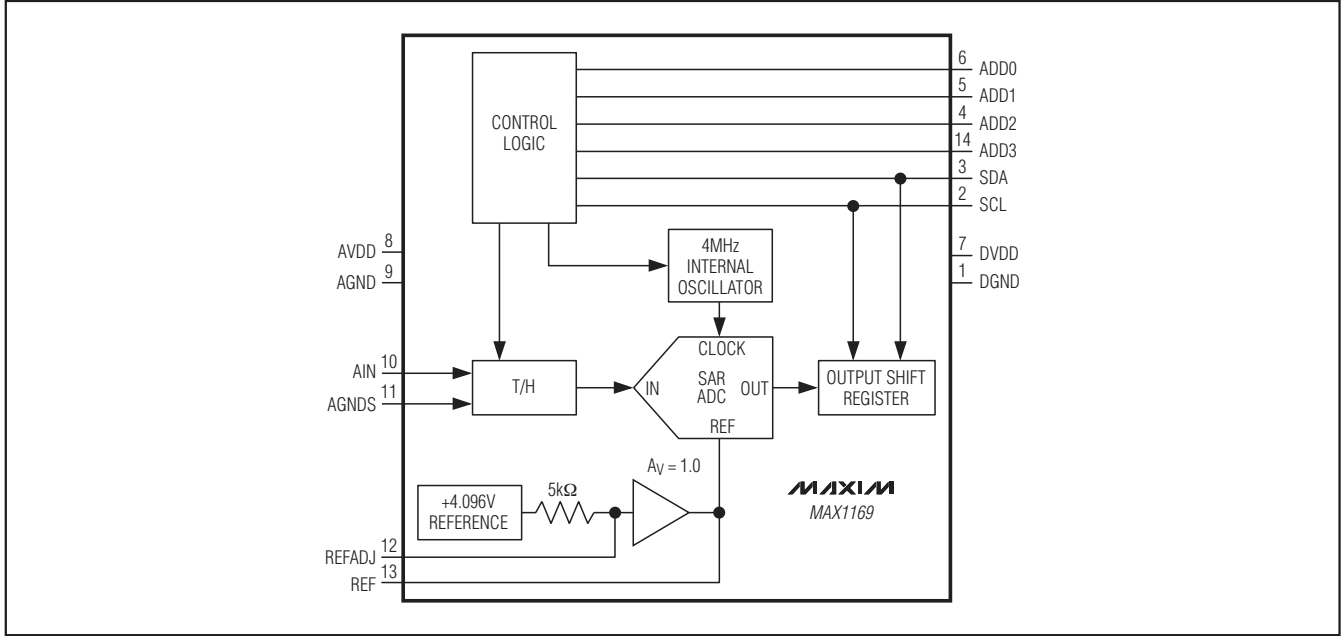 CONTROL
LOGIC
6
ADD0
5
ADD1
4
ADD2
14
ADD3
3
SDA
2
SCL
AVDD
8
AGND
9
4MHz
INTERNAL
OSCILLATOR
7
DVDD
1
DGND
AIN
10
AGNDS
11
T/H
CLOCK
IN
SAR
ADC
OUT
REF
OUTPUT SHIFT
REGISTER
+4.096V
REFERENCE
5kΩ
AV = 1.0
MAXIM
MAX1169
REFADJ
12
REF
13